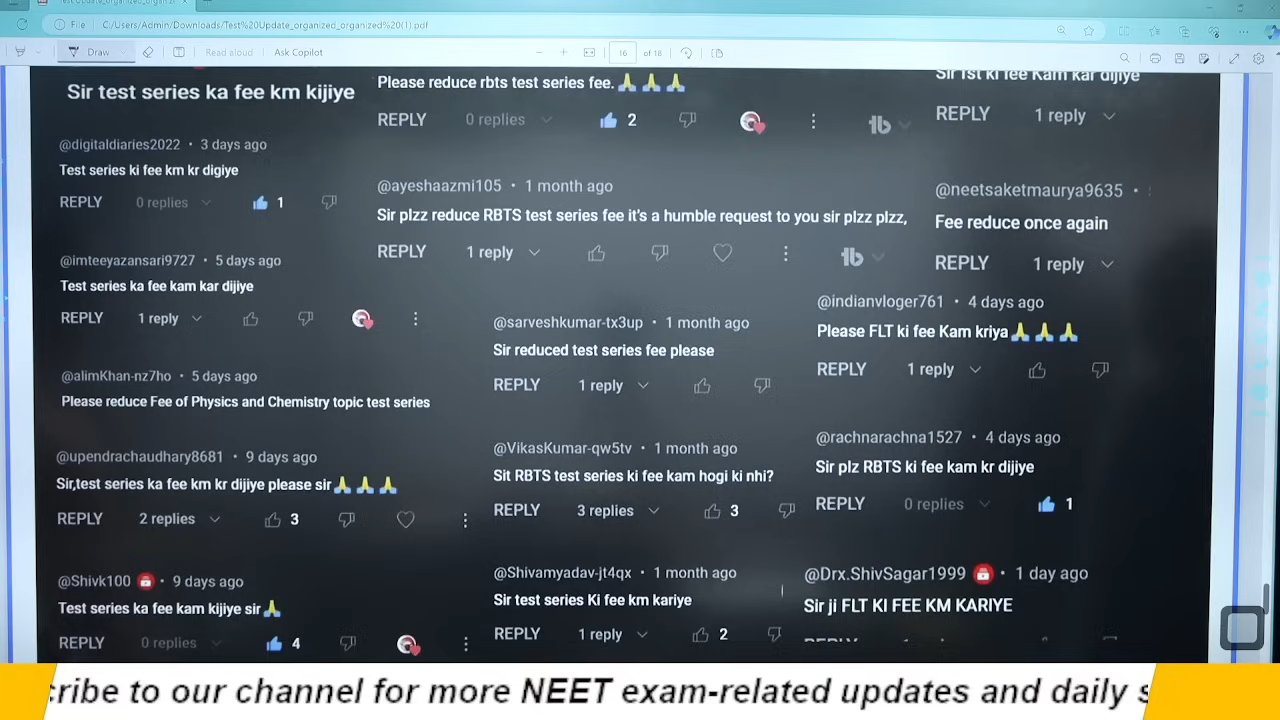 File
C:/Users/Admin/Downloads/Test%20Update_organized_organized%20(1).pdf
Draw
Read aloud
Ask Copilot
16
of 18
Sir test series ka fee km kijiye
@digitaldiaries2022 • 3 days ago
Test series ki fee km kr digiye
REPLY 0 replies 1
@imteeyazansari9727 • 5 days ago
Test series ka fee kam kar dijiye
REPLY 1 reply
@alimKhan-nz7ho • 5 days ago
Please reduce Fee of Physics and Chemistry topic test series
@upendrachaudhary8681 • 9 days ago
Sir,test series ka fee km kr dijiye please sir🙏🙏🙏
REPLY 2 replies 3
@Shivk100 • 9 days ago
Test series ka fee kam kijiye sir🙏
REPLY 0 replies 4
Please reduce rbts test series fee.🙏🙏🙏
REPLY 0 replies 2
@ayeshaazmi105 • 1 month ago
Sir plzz reduce RBTS test series fee it's a humble request to you sir plzz plzz,
REPLY 1 reply
@sarveshkumar-tx3up • 1 month ago
Sir reduced test series fee please
REPLY 1 reply
@VikasKumar-qw5tv • 1 month ago
Sit RBTS test series ki fee kam hogi ki nhi?
REPLY 3 replies 3
@Shivamyadav-jt4qx • 1 month ago
Sir test series Ki fee km kariye
REPLY 1 reply 2
Sir rst ki fee Kam kar dijiye
REPLY 1 reply
@neetsaketmaurya9635 •
Fee reduce once again
REPLY 1 reply
@indianvloger761 • 4 days ago
Please FLT ki fee Kam kriya🙏🙏🙏
REPLY 1 reply
@rachnarachna1527 • 4 days ago
Sir plz RBTS ki fee kam kr dijiye
REPLY 0 replies 1
@Drx.ShivSagar1999 • 1 day ago
Sir ji FLT KI FEE KM KARIYE
REPLY
cribe to our channel for more NEET exam-related updates and daily s